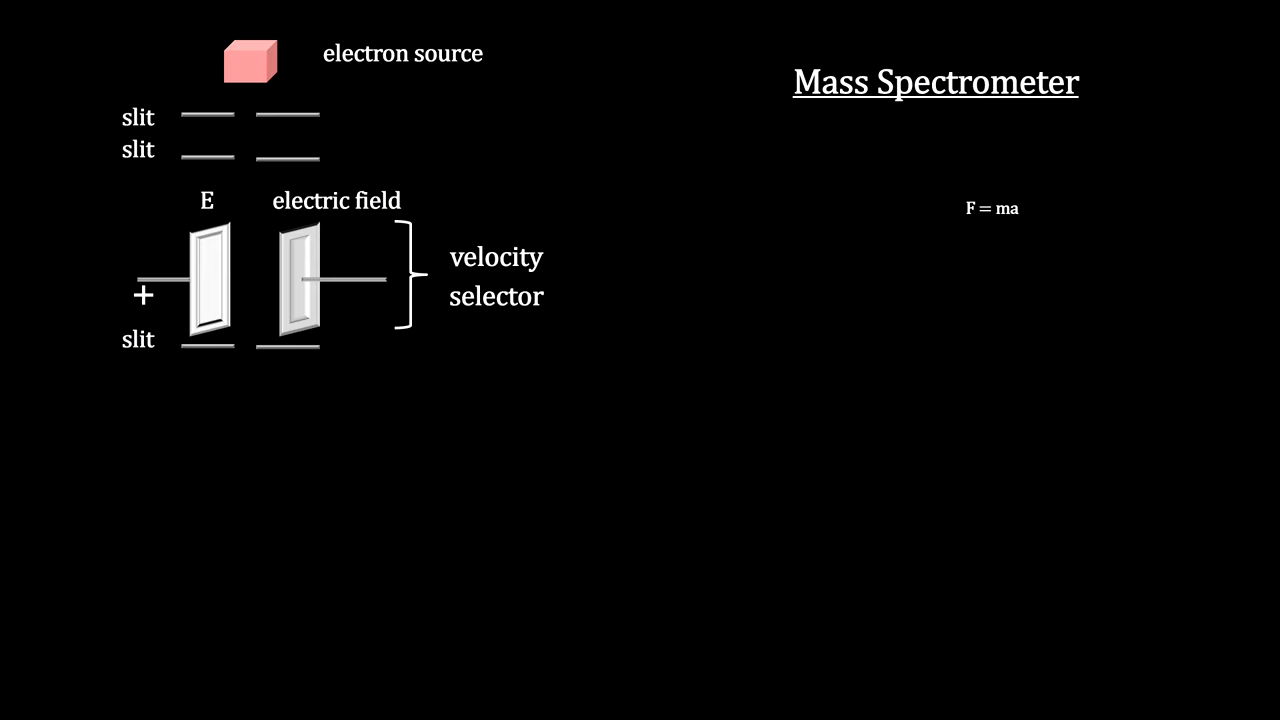 electron source
Mass Spectrometer
slit
slit
E electric field
F = ma
velocity
selector
+
slit